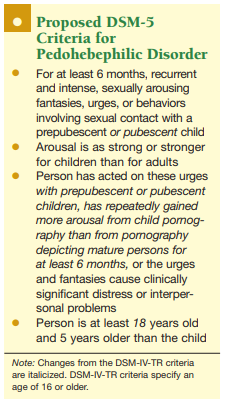 Proposed DSM-5
Criteria for
Pedohebephilic Disorder
• For at least 6 months, recurrent
and intense, sexually arousing
fantasies, urges, or behaviors
involving sexual contact with a
prepubescent or pubescent child
• Arousal is as strong or stronger
for children than for adults
• Person has acted on these urges
with prepubescent or pubescent
children, has repeatedly gained
more arousal from child pornog-
raphy than from pornography
depicting mature persons for
at least 6 months, or the urges
and fantasies cause clinically
significant distress or interper-
sonal problems
• Person is at least 18 years old
and 5 years older than the child
Note: Changes from the DSM-IV-TR criteria
are italicized. DSM-IV-TR criteria specify an
age of 16 or older.